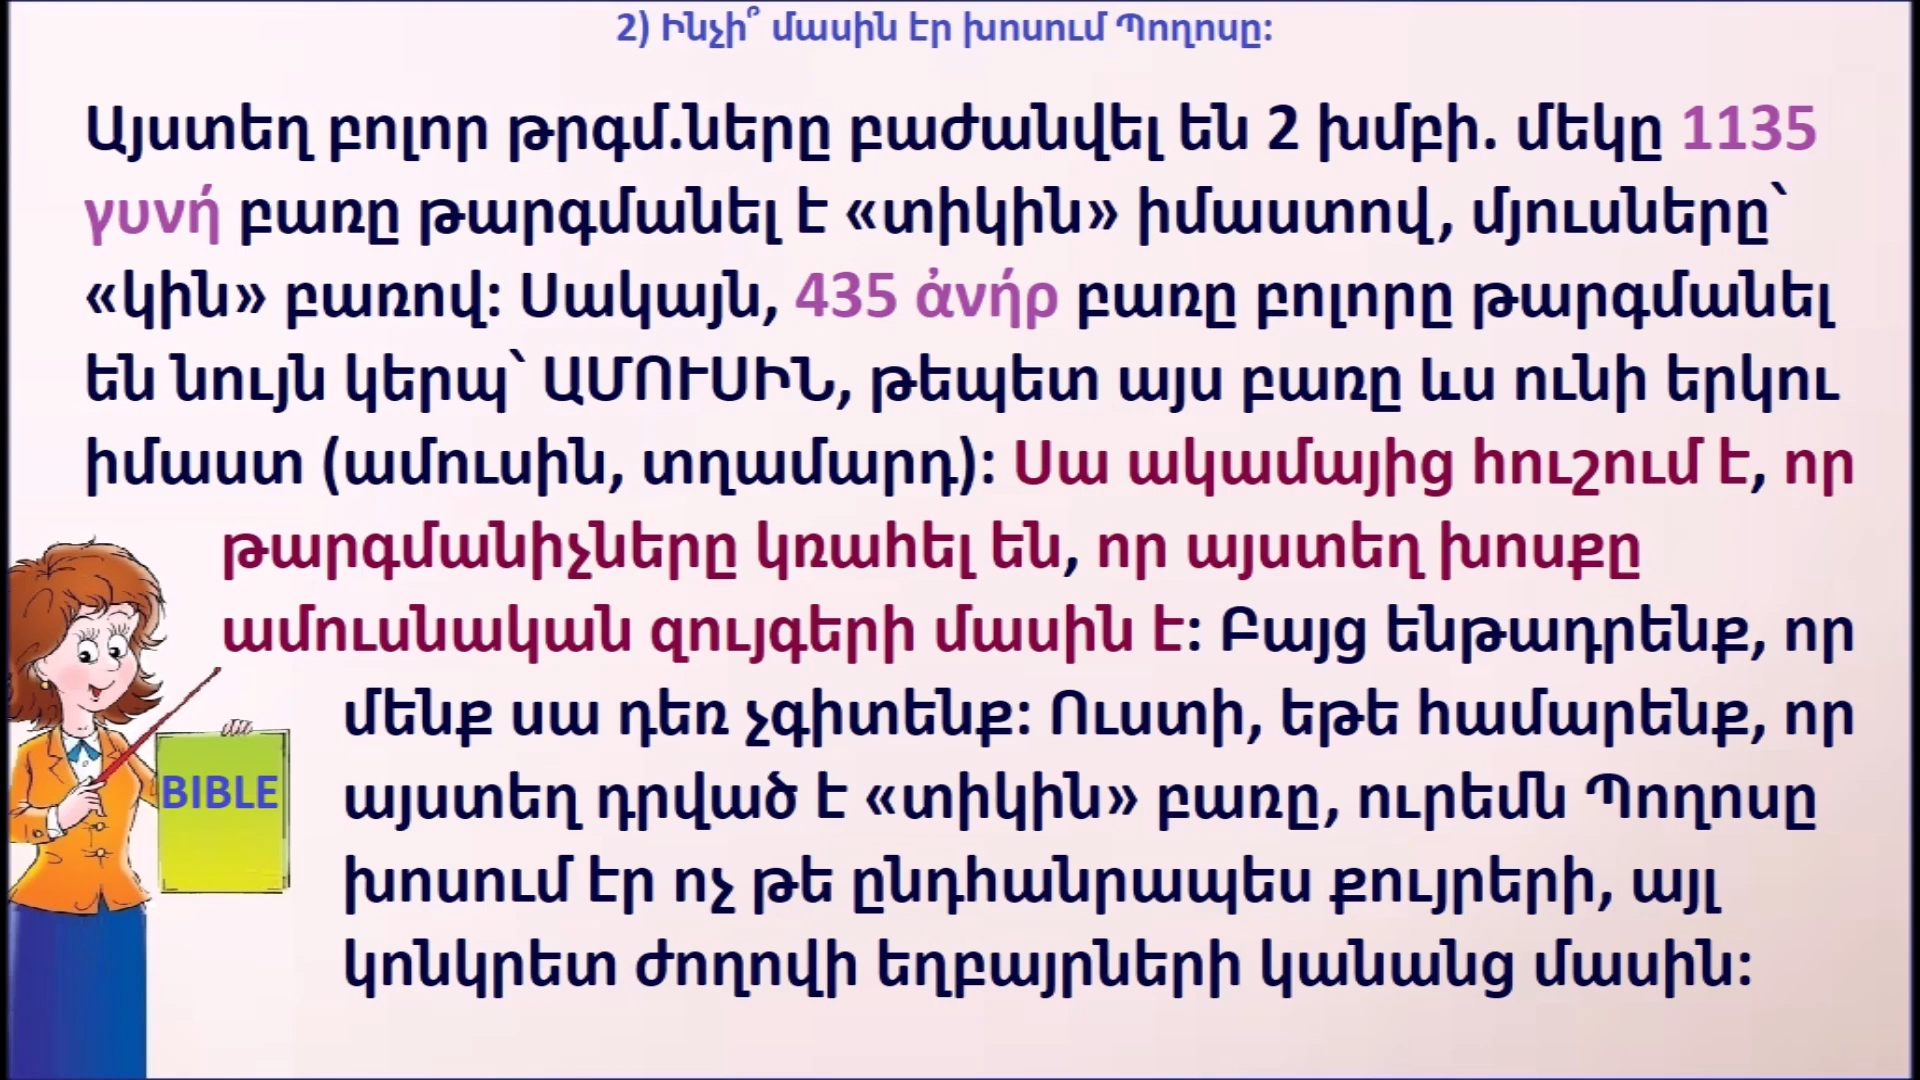 2) Ինչի՞ մասին էր խոսում Պողոսը:
Այստեղ բոլոր թրգմ.ները բաժանվել են 2 խմբի. մեկը 1135
γυνή բառը թարգմանել է «տիկին» իմաստով, մյուսները՝
«կին» բառով: Սակայն, 435 ἀνήρ բառը բոլորը թարգմանել
են նույն կերպ՝ ԱՄՈՒՍԻՆ, թեպետ այս բառը ևս ունի երկու
իմաստ (ամուսին, տղամարդ): Սա ակամայից հուշում է, որ
թարգմանիչները կռահել են, որ այստեղ խոսքը
ամուսնական զույգերի մասին է: Բայց ենթադրենք, որ
մենք սա դեռ չգիտենք: Ուստի, եթե համարենք, որ
այստեղ դրված է «տիկին» բառը, ուրեմն Պողոսը
խոսում էր ոչ թե ընդհանրապես քույրերի, այլ
կոնկրետ ժողովի եղբայրների կանանց մասին:
BIBLE